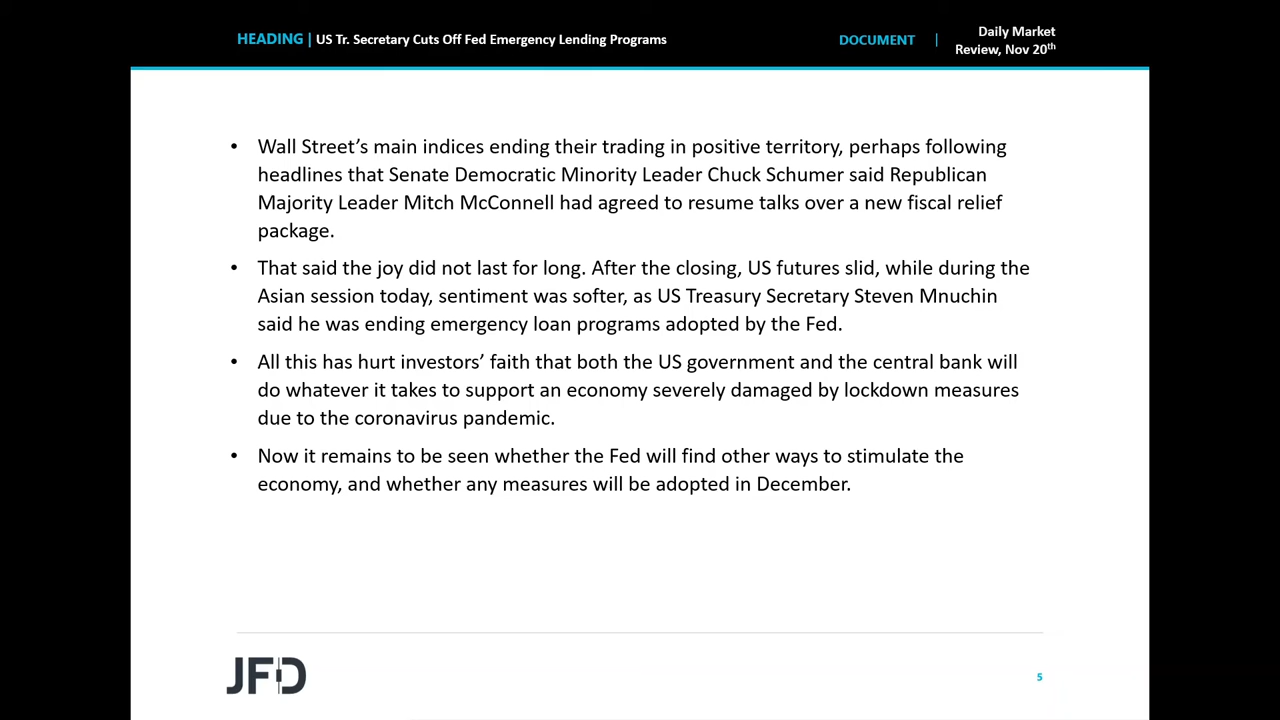 HEADING | US Tr. Secretary Cuts Off Fed Emergency Lending Programs
DOCUMENT |
Daily Market
Review, Nov 20th
• Wall Street’s main indices ending their trading in positive territory, perhaps following
headlines that Senate Democratic Minority Leader Chuck Schumer said Republican
Majority Leader Mitch McConnell had agreed to resume talks over a new fiscal relief
package.
• That said the joy did not last for long. After the closing, US futures slid, while during the
Asian session today, sentiment was softer, as US Treasury Secretary Steven Mnuchin
said he was ending emergency loan programs adopted by the Fed.
• All this has hurt investors’ faith that both the US government and the central bank will
do whatever it takes to support an economy severely damaged by lockdown measures
due to the coronavirus pandemic.
• Now it remains to be seen whether the Fed will find other ways to stimulate the
economy, and whether any measures will be adopted in December.
JFD
5